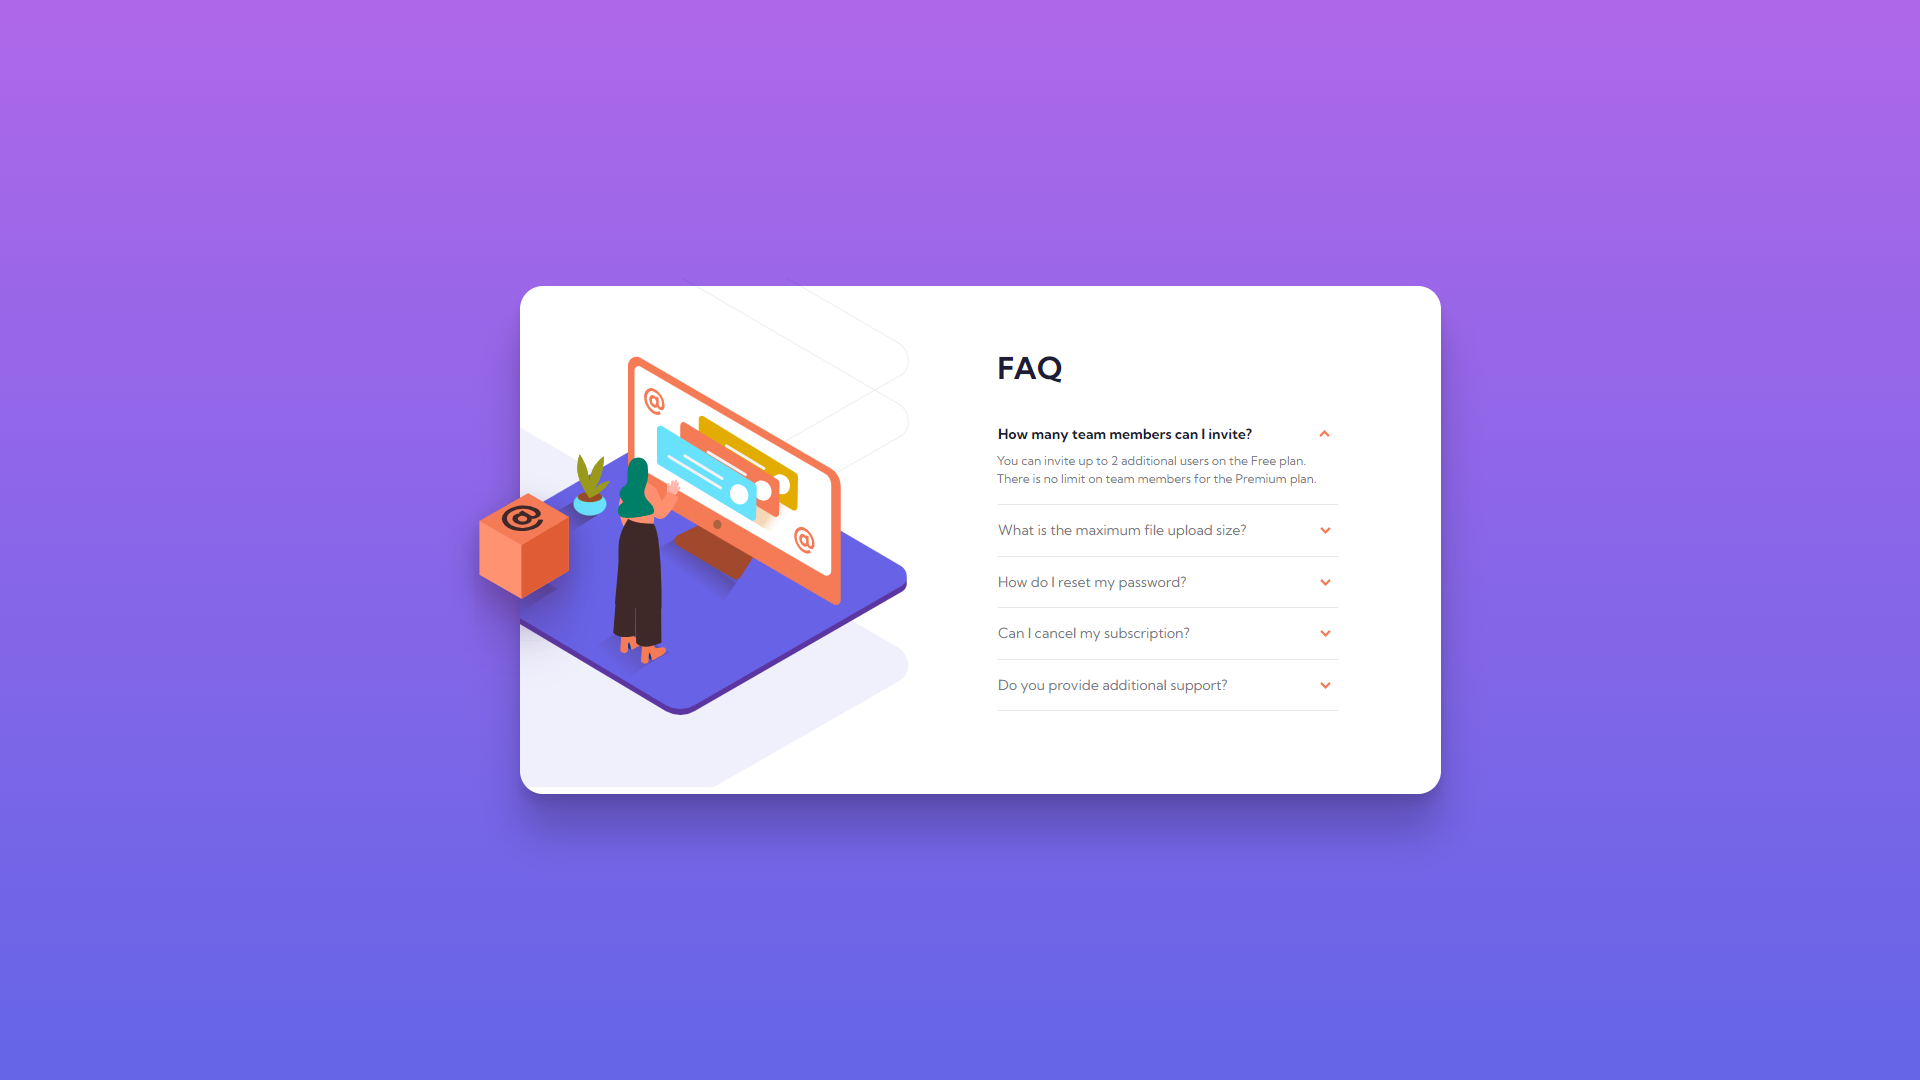 @
@
@
FAQ
How many team members can I invite?
You can invite up to 2 additional users on the Free plan.
There is no limit on team members for the Premium plan.
What is the maximum file upload size?
How do I reset my password?
Can I cancel my subscription?
Do you provide additional support?